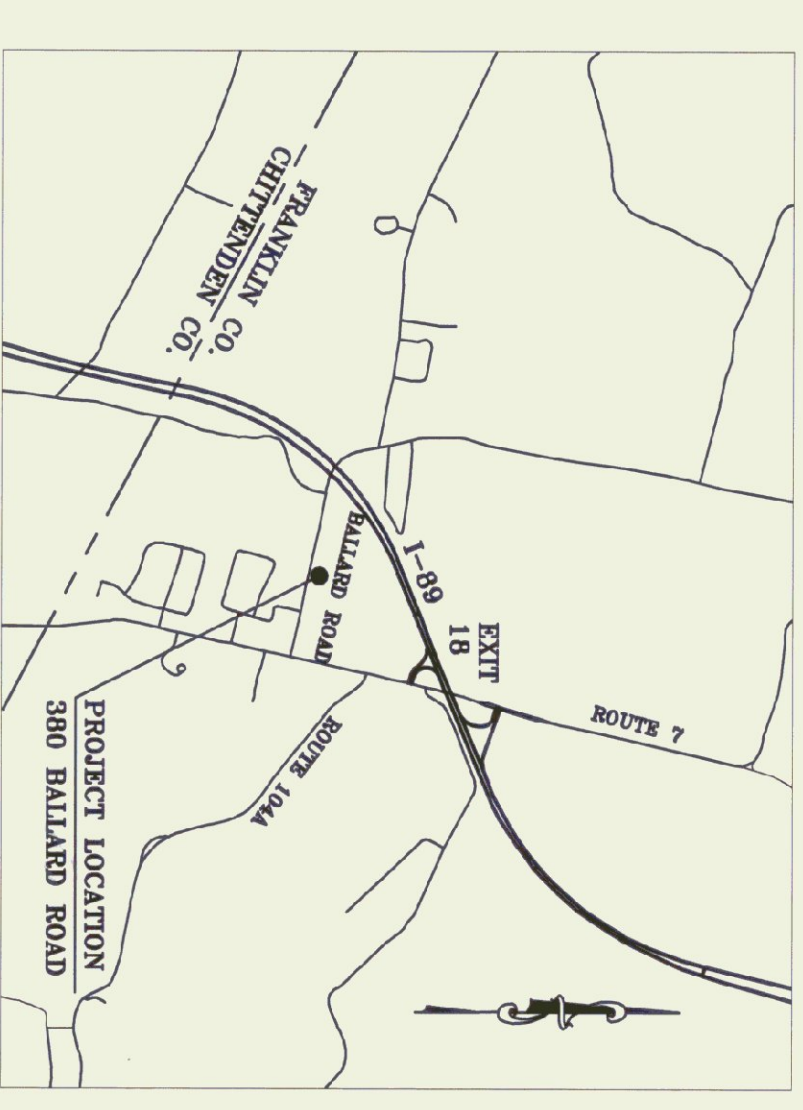 FRANKLIN CO.
CHITTENDEN CO.
BALLARD ROAD
I-89
EXIT
18
ROUTE 7
ROUTE 104A
PROJECT LOCATION
380 BALLARD ROAD